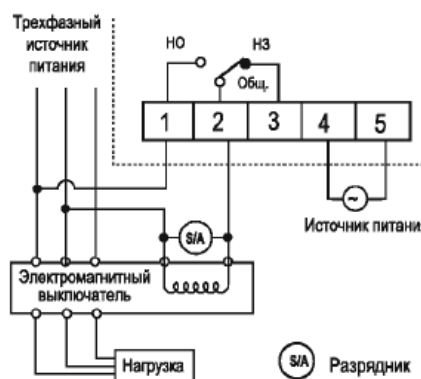 Трехфазный
источник
питания
НО
НЗ
Общ.
1 2 3 4 5
S/A
~
Источник питани
Электромагнитный
выключатель
Нагрузка
S/A Разрядник